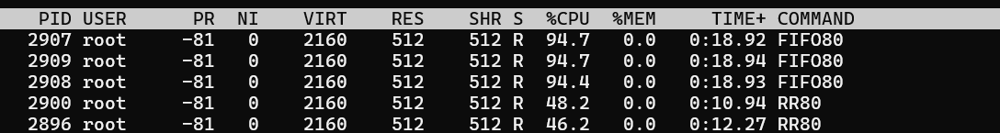 PID USER PR NI VIRT RES SHR S %CPU %MEM TIME+ COMMAND
2907 root -81 0 2160 512 512 R 94.7 0.0 0:18.92 FIFO80
2909 root -81 0 2160 512 512 R 94.7 0.0 0:18.94 FIFO80
2908 root -81 0 2160 512 512 R 94.4 0.0 0:18.93 FIFO80
2900 root -81 0 2160 512 512 R 48.2 0.0 0:10.94 RR80
2896 root -81 0 2160 512 512 R 46.2 0.0 0:12.27 RR80